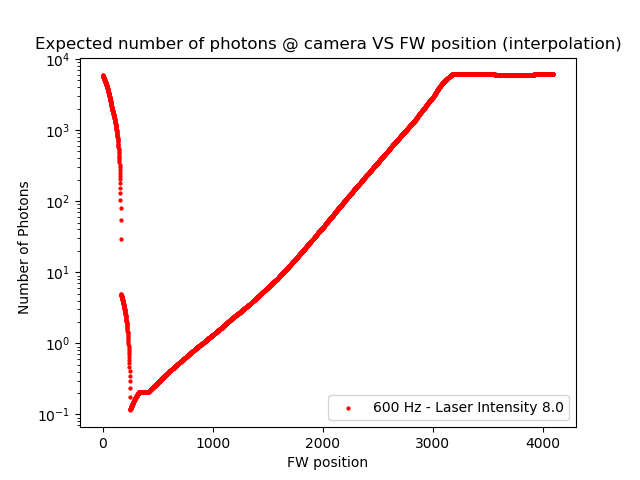 Expected number of photons @ camera VS FW position (interpolation)
10^4
10^3
10^2
10^1
10^0
10^-1
Number of Photons
600 Hz - Laser Intensity 8.0
0 1000 2000 3000 4000
FW position